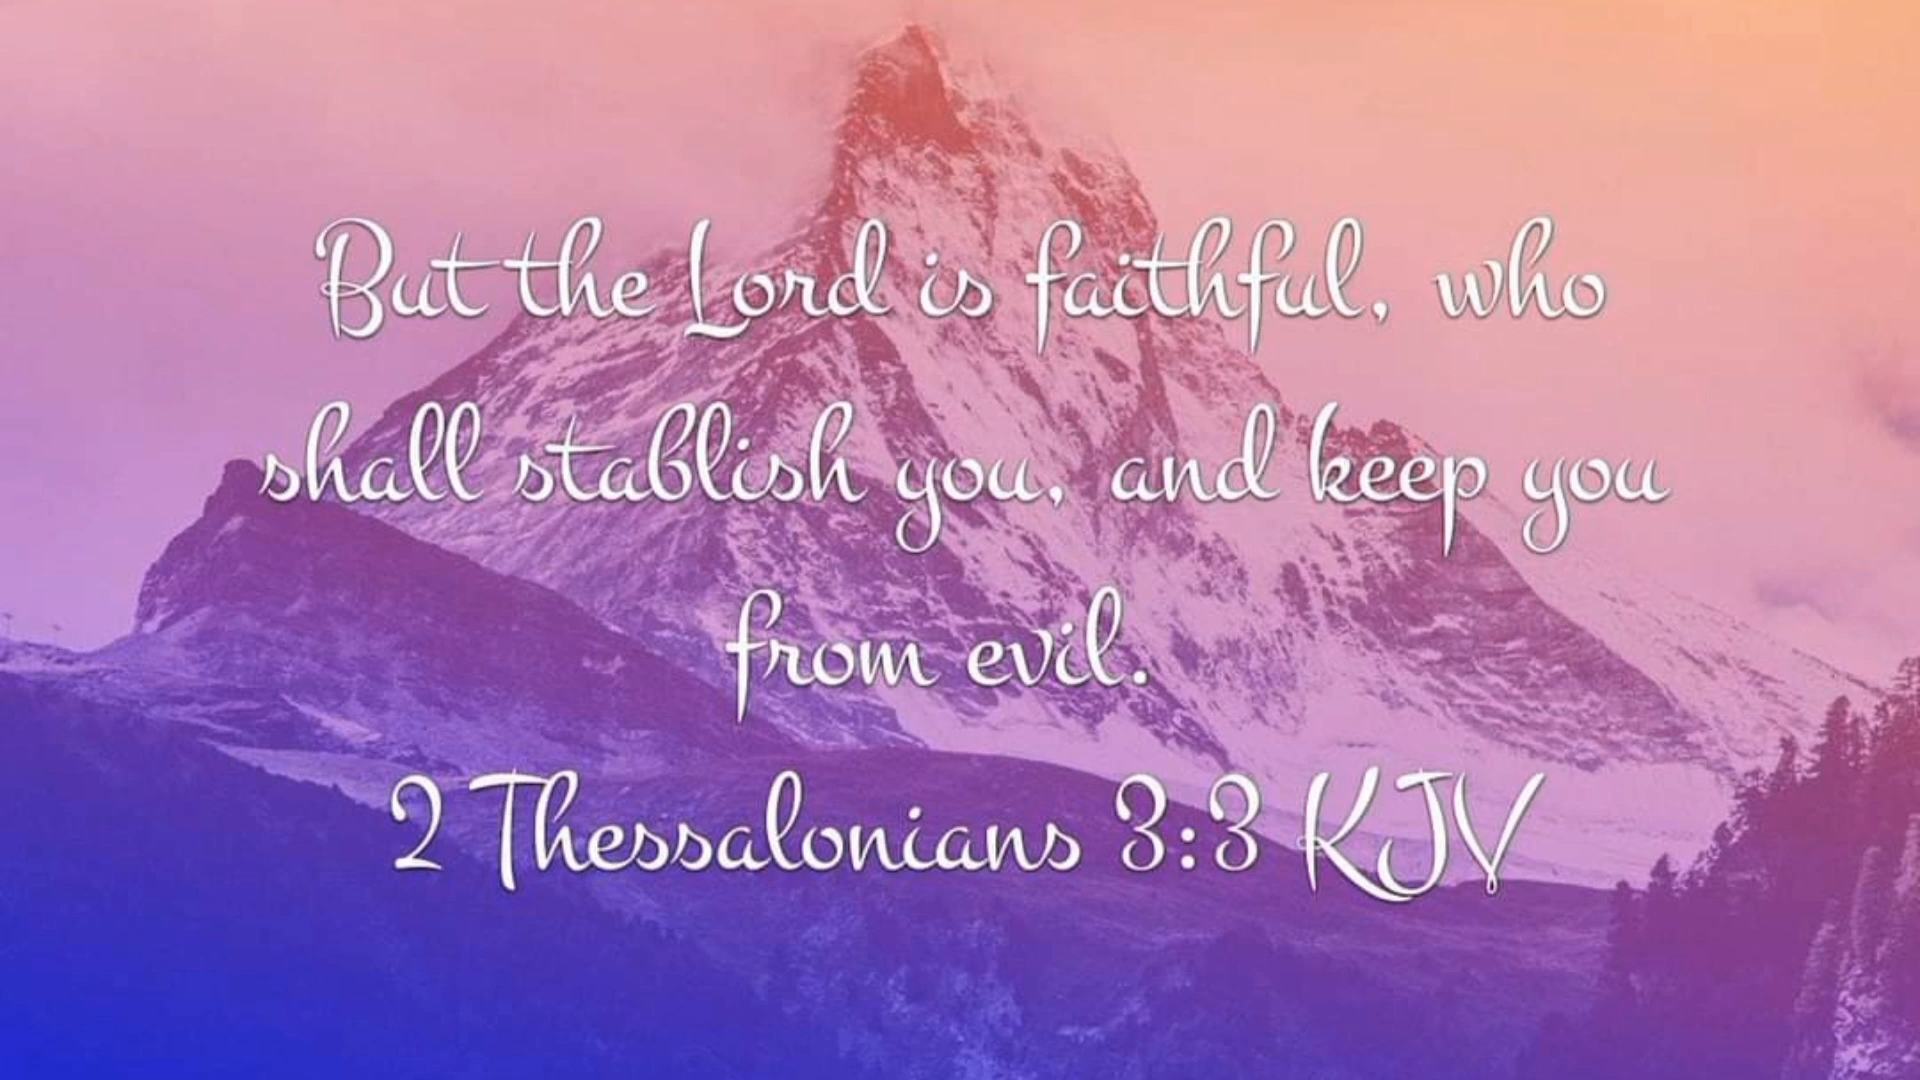 But the Lord is faithful, who
shall stablish you, and keep you
from evil.
2 Thessalonians 3:3 KJV